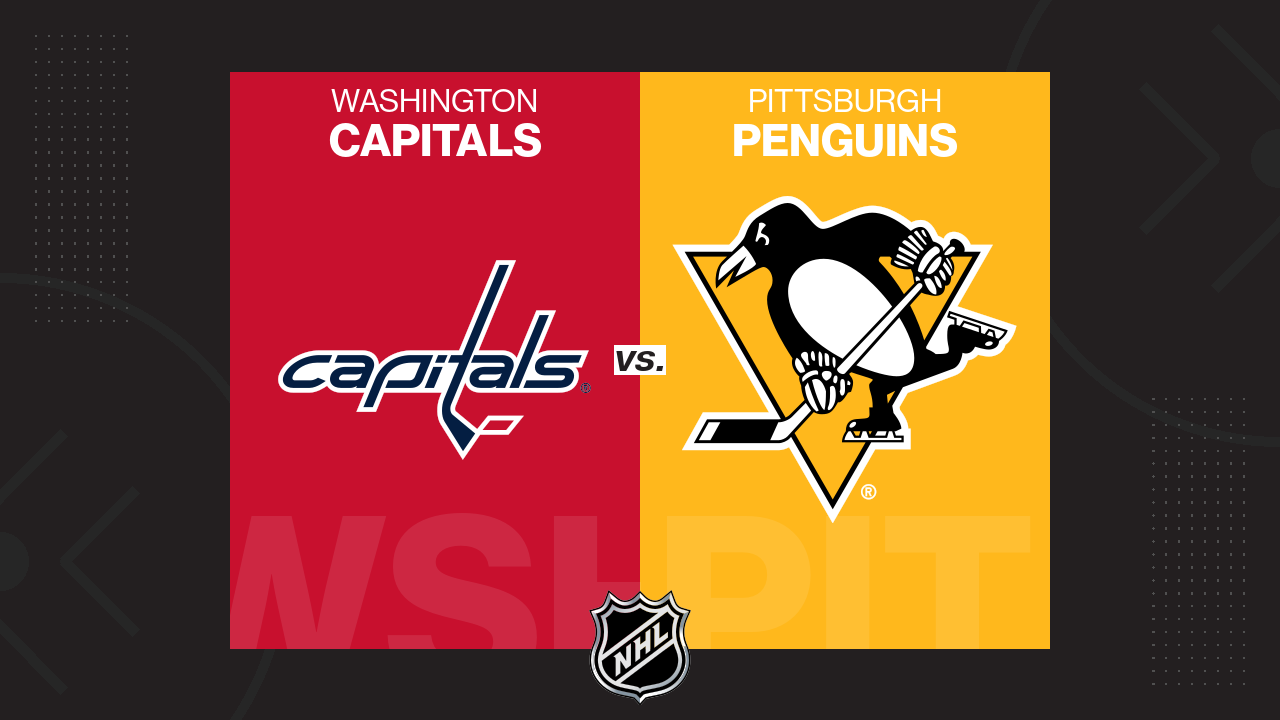 WASHINGTON
CAPITALS
PITTSBURGH
PENGUINS
capitals
®
vs.
®
WSH
PIT
NHL